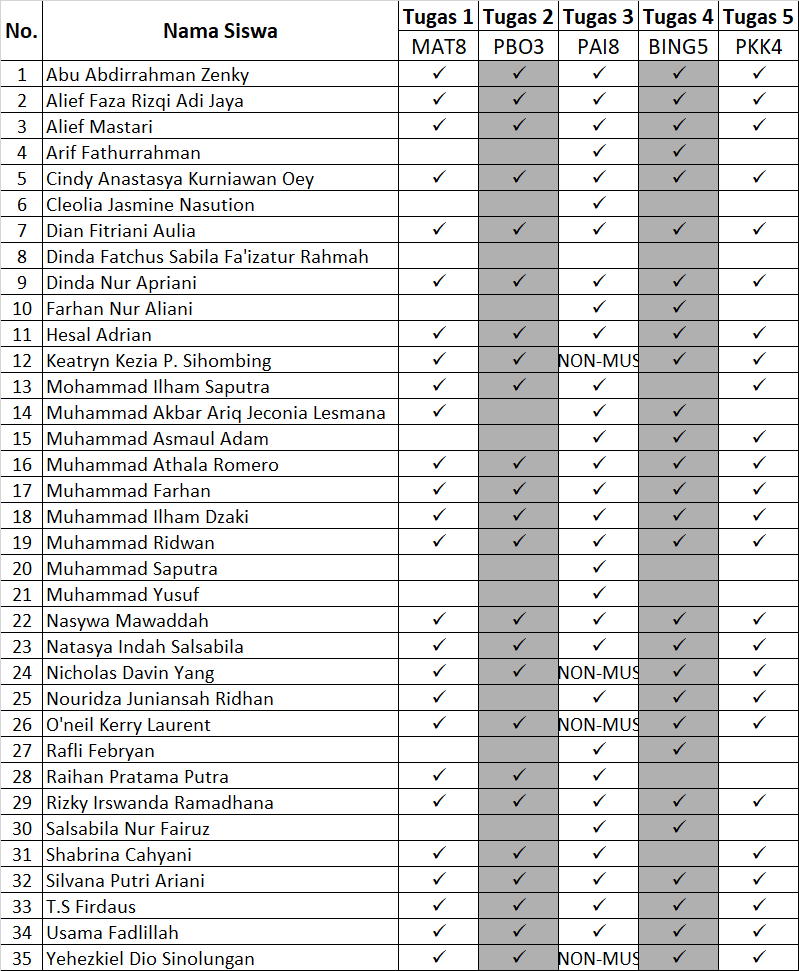 No. Nama Siswa Tugas 1 Tugas 2 Tugas 3 Tugas 4 Tugas 5
MAT8 PBO3 PAI8 BING5 PKK4
1 Abu Abdirrahman Zenky ✓ ✓ ✓ ✓ ✓
2 Alief Faza Rizqi Adi Jaya ✓ ✓ ✓ ✓ ✓
3 Alief Mastari ✓ ✓ ✓ ✓ ✓
4 Arif Fathurrahman ✓ ✓
5 Cindy Anastasya Kurniawan Oey ✓ ✓ ✓ ✓ ✓
6 Cleolia Jasmine Nasution ✓
7 Dian Fitriani Aulia ✓ ✓ ✓ ✓ ✓
8 Dinda Fatchus Sabila Fa'izatur Rahmah
9 Dinda Nur Apriani ✓ ✓ ✓ ✓ ✓
10 Farhan Nur Aliani ✓ ✓
11 Hesal Adrian ✓ ✓ ✓ ✓ ✓
12 Keatryn Kezia P. Sihombing ✓ ✓ NON-MUS ✓ ✓
13 Mohammad Ilham Saputra ✓ ✓ ✓ ✓
14 Muhammad Akbar Ariq Jeconia Lesmana ✓ ✓ ✓
15 Muhammad Asmaul Adam ✓ ✓ ✓
16 Muhammad Athala Romero ✓ ✓ ✓ ✓ ✓
17 Muhammad Farhan ✓ ✓ ✓ ✓ ✓
18 Muhammad Ilham Dzaki ✓ ✓ ✓ ✓ ✓
19 Muhammad Ridwan ✓ ✓ ✓ ✓ ✓
20 Muhammad Saputra ✓
21 Muhammad Yusuf ✓
22 Nasywa Mawaddah ✓ ✓ ✓ ✓ ✓
23 Natasya Indah Salsabila ✓ ✓ ✓ ✓ ✓
24 Nicholas Davin Yang ✓ ✓ NON-MUS ✓ ✓
25 Nouridza Juniansah Ridhan ✓ ✓ ✓ ✓
26 O'neil Kerry Laurent ✓ ✓ NON-MUS ✓ ✓
27 Rafli Febryan ✓ ✓
28 Raihan Pratama Putra ✓ ✓ ✓
29 Rizky Irswanda Ramadhana ✓ ✓ ✓ ✓ ✓
30 Salsabila Nur Fairuz ✓ ✓
31 Shabrina Cahyani ✓ ✓ ✓ ✓
32 Silvana Putri Ariani ✓ ✓ ✓ ✓ ✓
33 T.S Firdaus ✓ ✓ ✓ ✓ ✓
34 Usama Fadlillah ✓ ✓ ✓ ✓ ✓
35 Yehezkiel Dio Sinolungan ✓ ✓ NON-MUS ✓ ✓